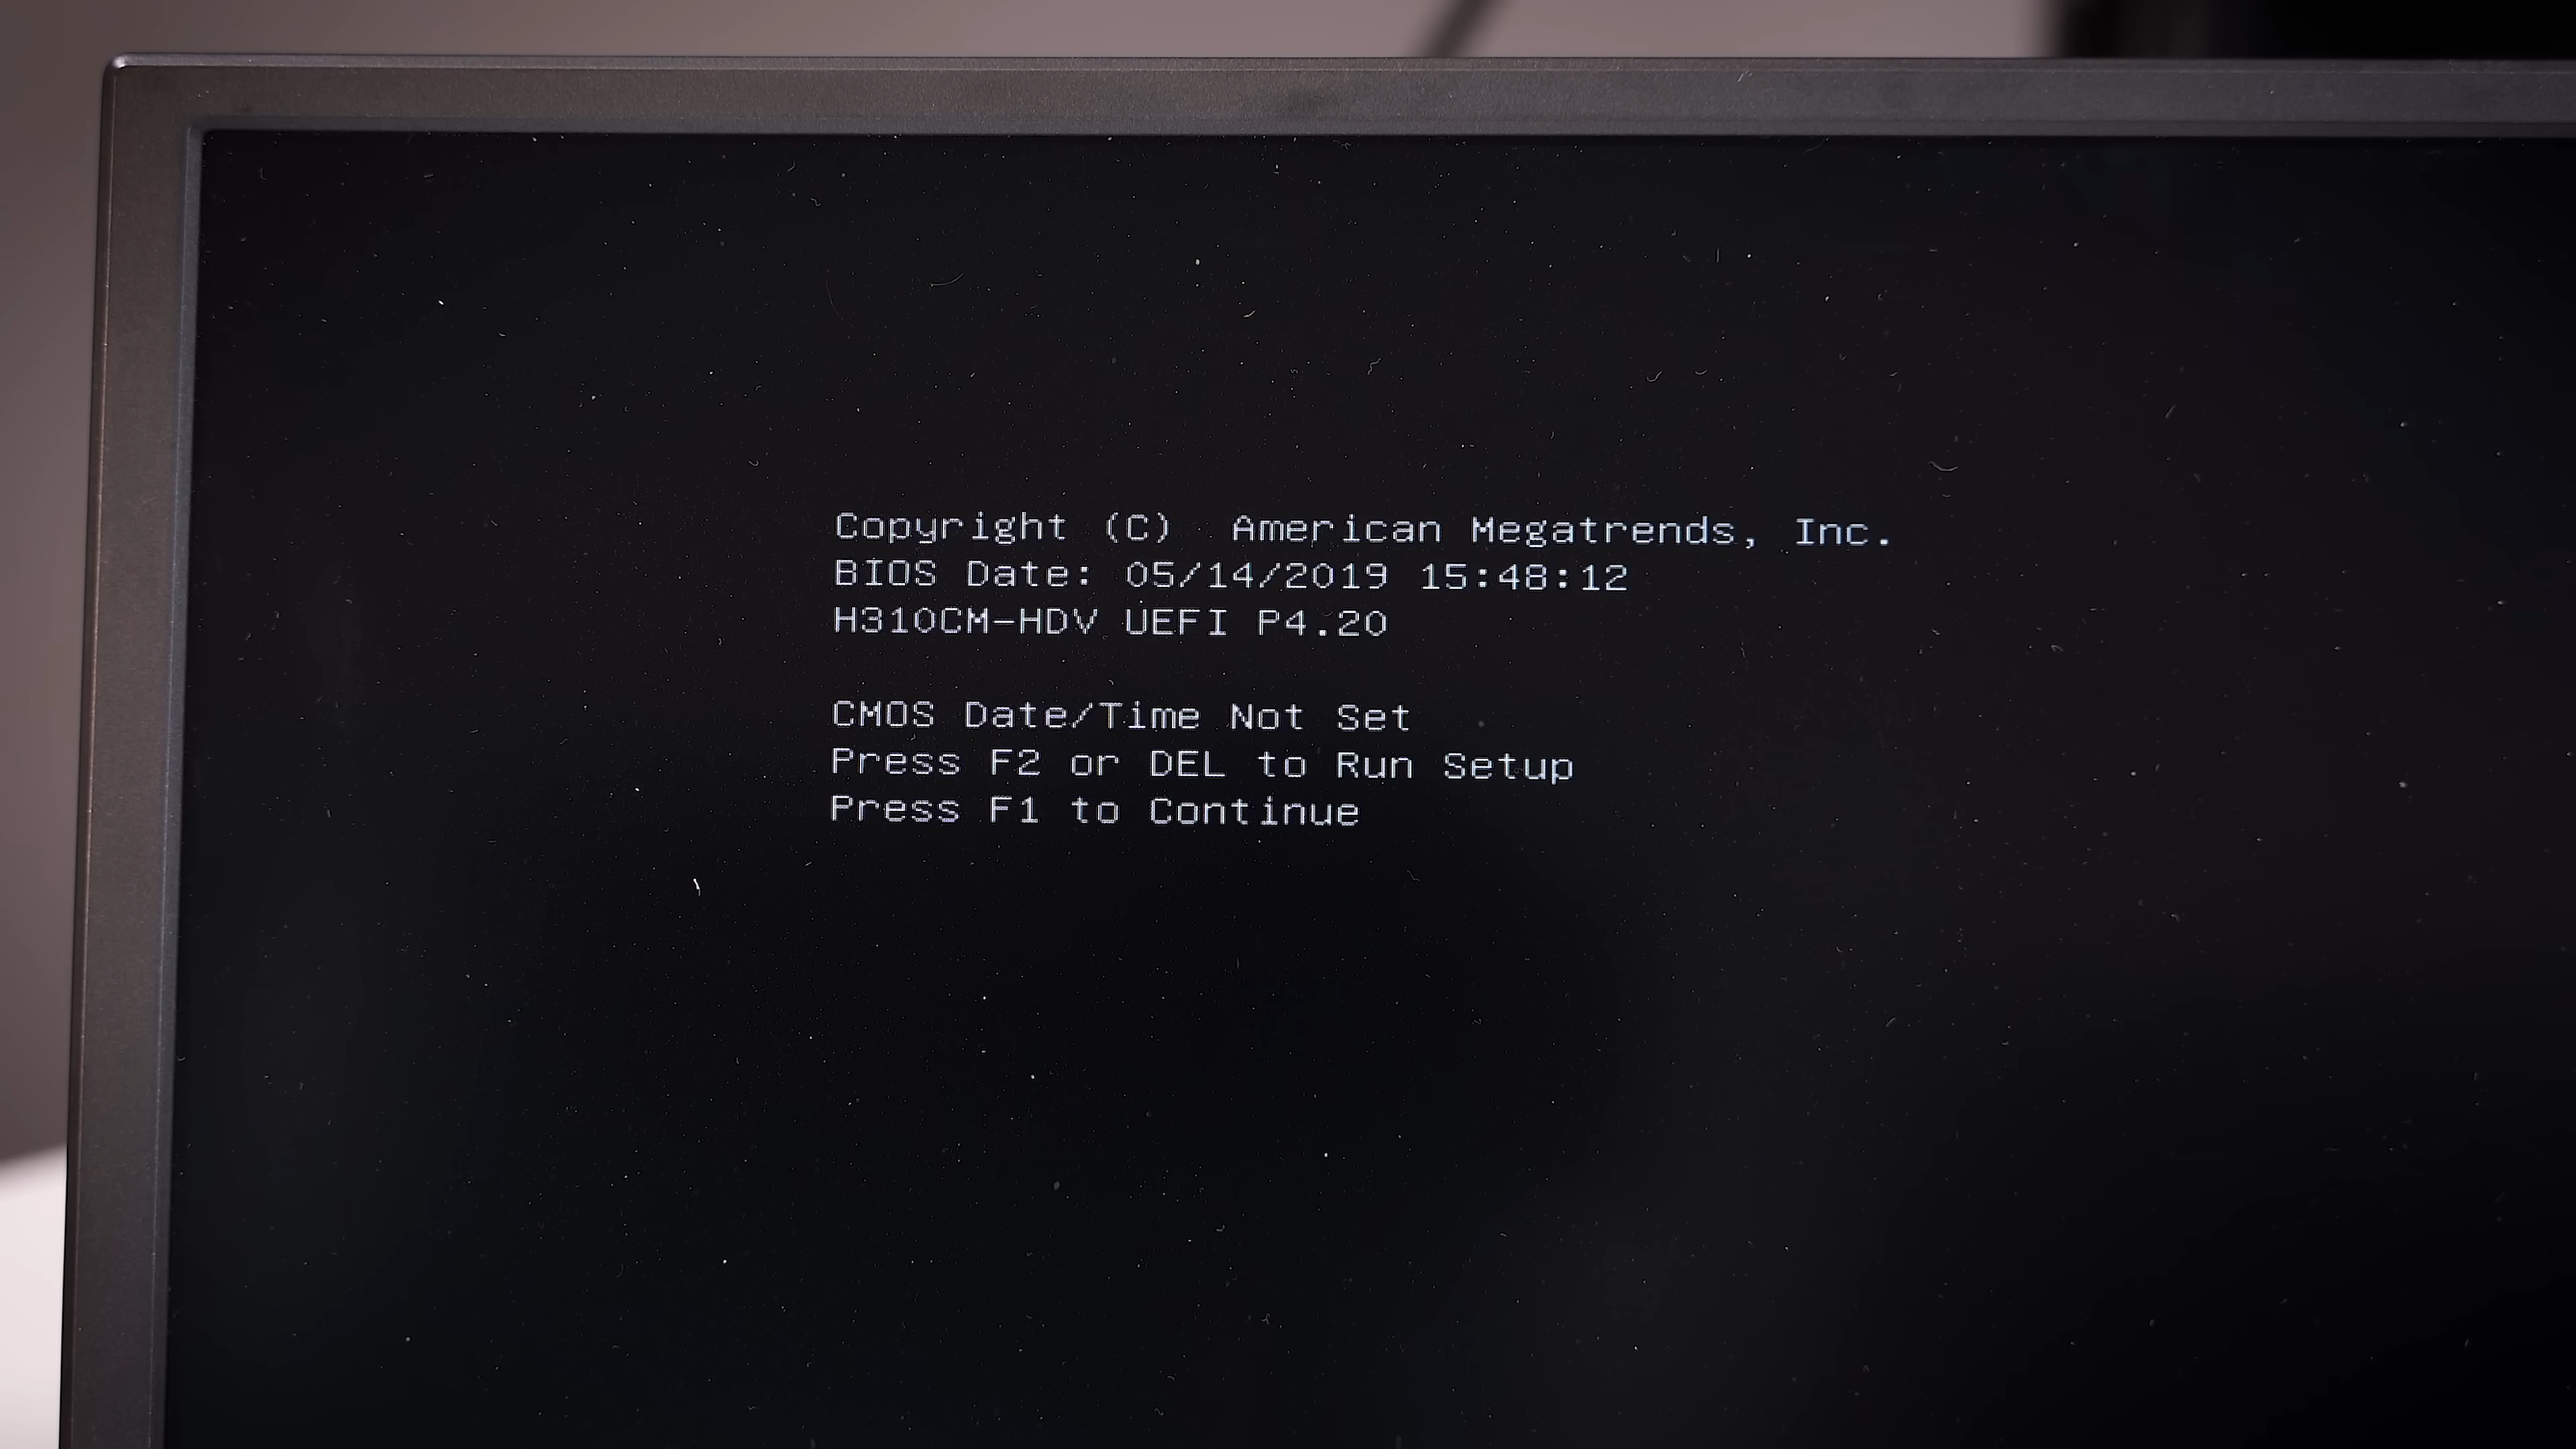 Copyright (C)  American Megatrends, Inc.
BIOS Date: 05/14/2019 15:48:12
H310CM-HDV UEFI P4.20
CMOS Date/Time Not Set
Press F2 or DEL to Run Setup
Press F1 to Continue